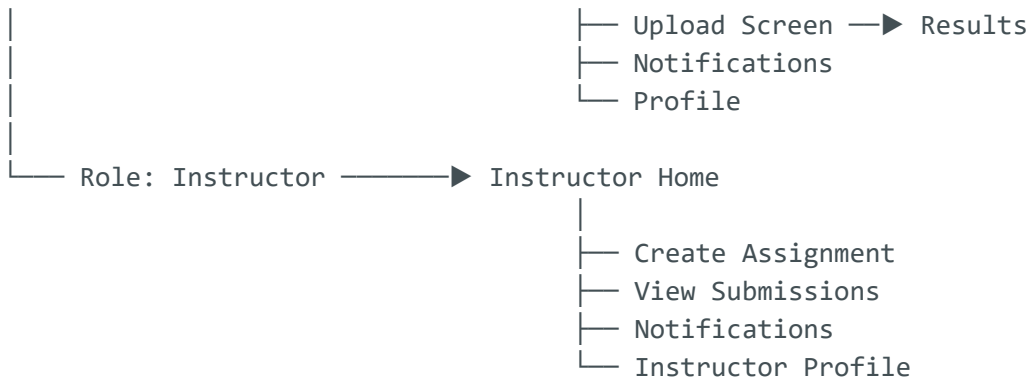 Upload Screen ──▶ Results
Notifications
Profile
Role: Instructor ───────▶ Instructor Home
Create Assignment
View Submissions
Notifications
Instructor Profile